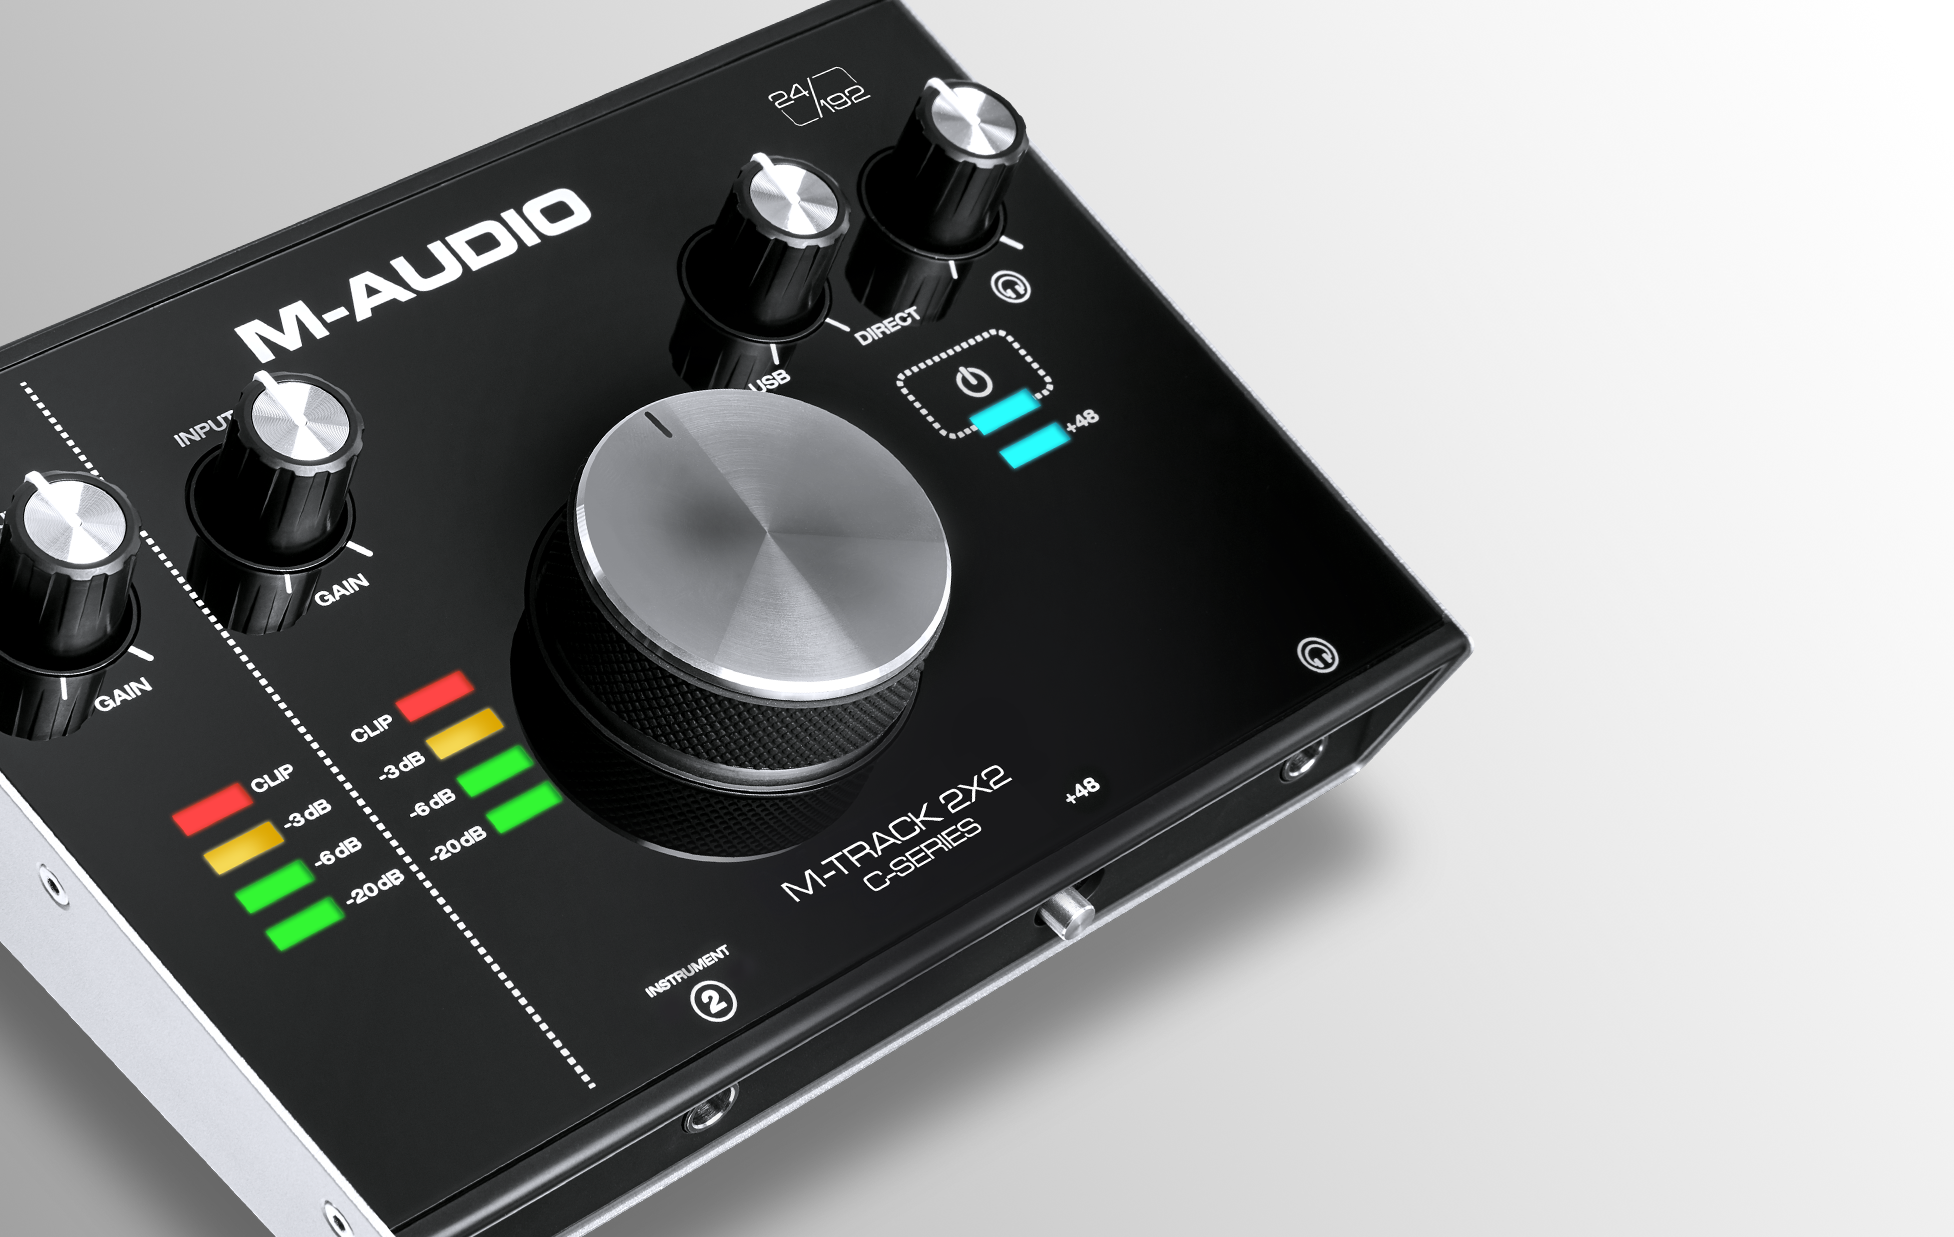 24/192
M-AUDIO
DIRECT
USB
+48
INPUT
GAIN
GAIN
CLIP
-3dB
-6dB
-20dB
CLIP
-3dB
-6dB
-20dB
M-TRACK 2X2
C-SERIES
+48
INSTRUMENT
2